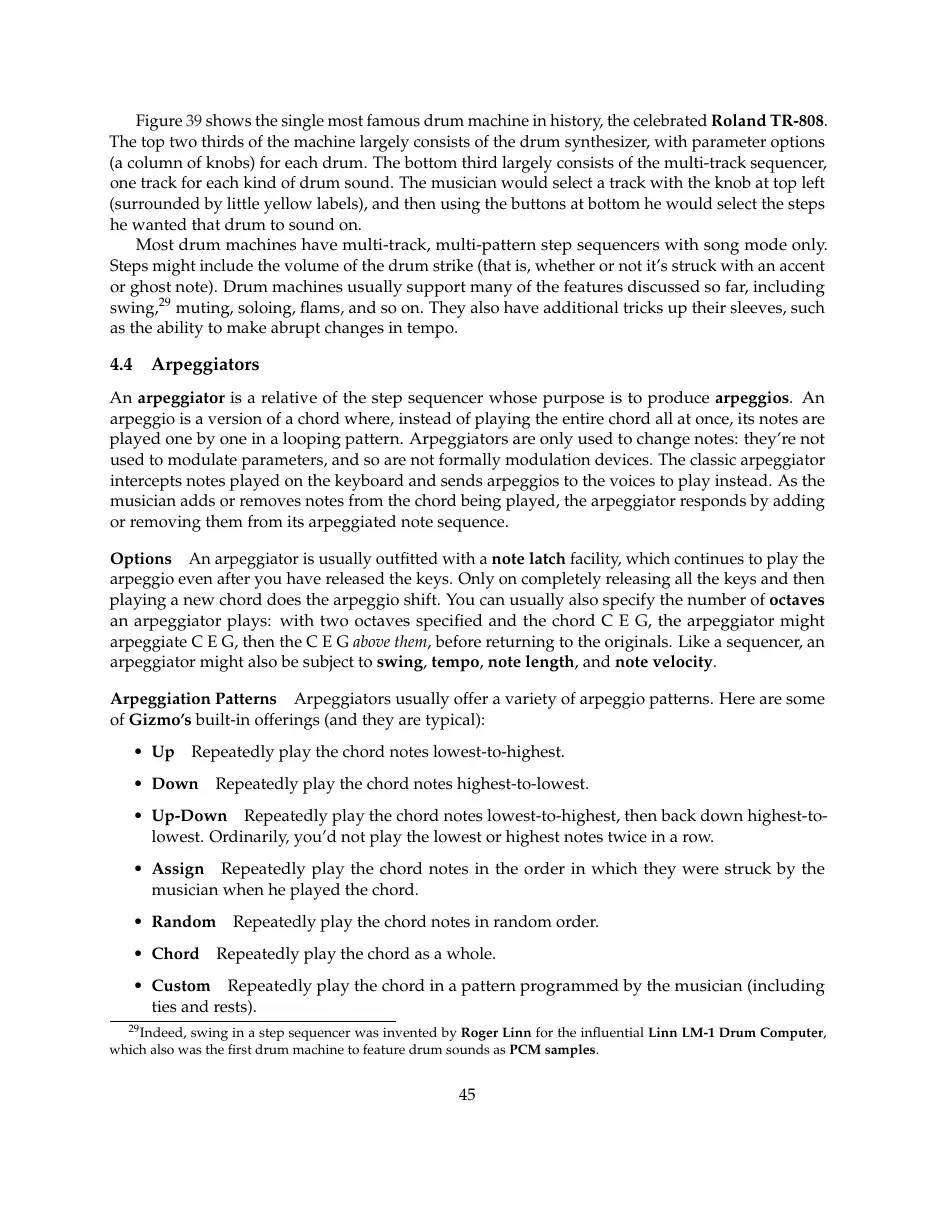 Figure 39 shows the single most famous drum machine in history, the celebrated Roland TR-808.
The top two thirds of the machine largely consists of the drum synthesizer, with parameter options
(a column of knobs) for each drum. The bottom third largely consists of the multi-track sequencer,
one track for each kind of drum sound. The musician would select a track with the knob at top left
(surrounded by little yellow labels), and then using the buttons at bottom he would select the steps
he wanted that drum to sound on.
Most drum machines have multi-track, multi-pattern step sequencers with song mode only.
Steps might include the volume of the drum strike (that is, whether or not it's struck with an accent
or ghost note). Drum machines usually support many of the features discussed so far, including
swing,29 muting, soloing, flams, and so on. They also have additional tricks up their sleeves, such
as the ability to make abrupt changes in tempo.
4.4 Arpeggiators
An arpeggiator is a relative of the step sequencer whose purpose is to produce arpeggios. An
arpeggio is a version of a chord where, instead of playing the entire chord all at once, its notes are
played one by one in a looping pattern. Arpeggiators are only used to change notes: they're not
used to modulate parameters, and so are not formally modulation devices. The classic arpeggiator
intercepts notes played on the keyboard and sends arpeggios to the voices to play instead. As the
musician adds or removes notes from the chord being played, the arpeggiator responds by adding
or removing them from its arpeggiated note sequence.
Options An arpeggiator is usually outfitted with a note latch facility, which continues to play the
arpeggio even after you have released the keys. Only on completely releasing all the keys and then
playing a new chord does the arpeggio shift. You can usually also specify the number of octaves
an arpeggiator plays: with two octaves specified and the chord C E G, the arpeggiator might
arpeggiate C E G, then the C E G above them, before returning to the originals. Like a sequencer, an
arpeggiator might also be subject to swing, tempo, note length, and note velocity.
Arpeggiation Patterns Arpeggiators usually offer a variety of arpeggio patterns. Here are some
of Gizmo's built-in offerings (and they are typical):
• Up Repeatedly play the chord notes lowest-to-highest.
• Down Repeatedly play the chord notes highest-to-lowest.
• Up-Down Repeatedly play the chord notes lowest-to-highest, then back down highest-to-
lowest. Ordinarily, you'd not play the lowest or highest notes twice in a row.
• Assign Repeatedly play the chord notes in the order in which they were struck by the
musician when he played the chord.
• Random Repeatedly play the chord notes in random order.
• Chord Repeatedly play the chord as a whole.
• Custom Repeatedly play the chord in a pattern programmed by the musician (including
ties and rests).
29Indeed, swing in a step sequencer was invented by Roger Linn for the influential Linn LM-1 Drum Computer,
which also was the first drum machine to feature drum sounds as PCM samples.
45